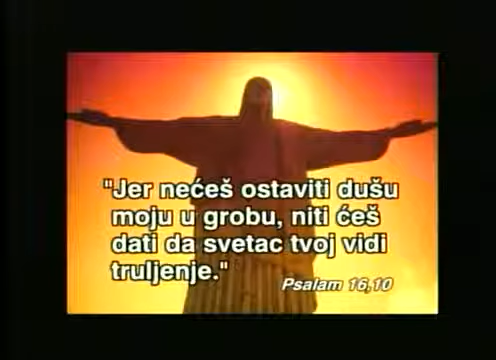 "Jer nećeš ostaviti dušu
moju u grobu, niti ćeš
dati da svetac tvoj vidi
truljenje."
Psalam 16,10